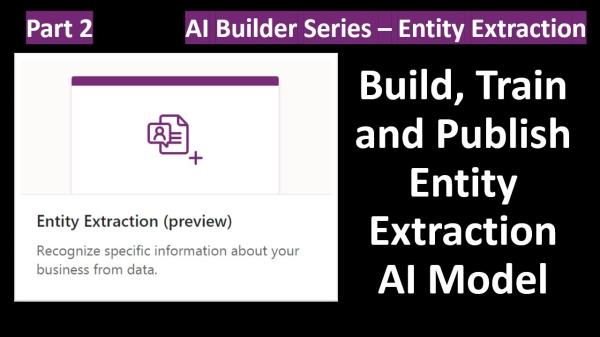 Part 2
AI Builder Series – Entity Extraction
Build, Train
and Publish
Entity
Extraction
AI Model
Entity Extraction (preview)
Recognize specific information about your
business from data.